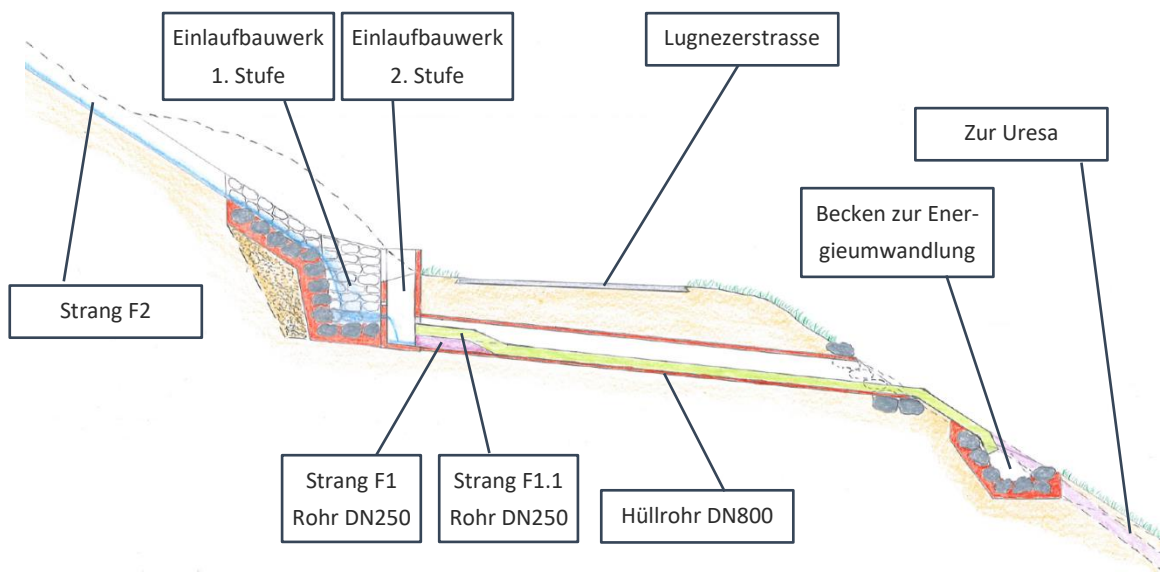 Einlaufbauwerk
1. Stufe
Einlaufbauwerk
2. Stufe
Lugnezerstrasse
Zur Uresa
Becken zur Ener-
gieumwandlung
Strang F2
Strang F1
Rohr DN250
Strang F1.1
Rohr DN250
Hüllrohr DN800